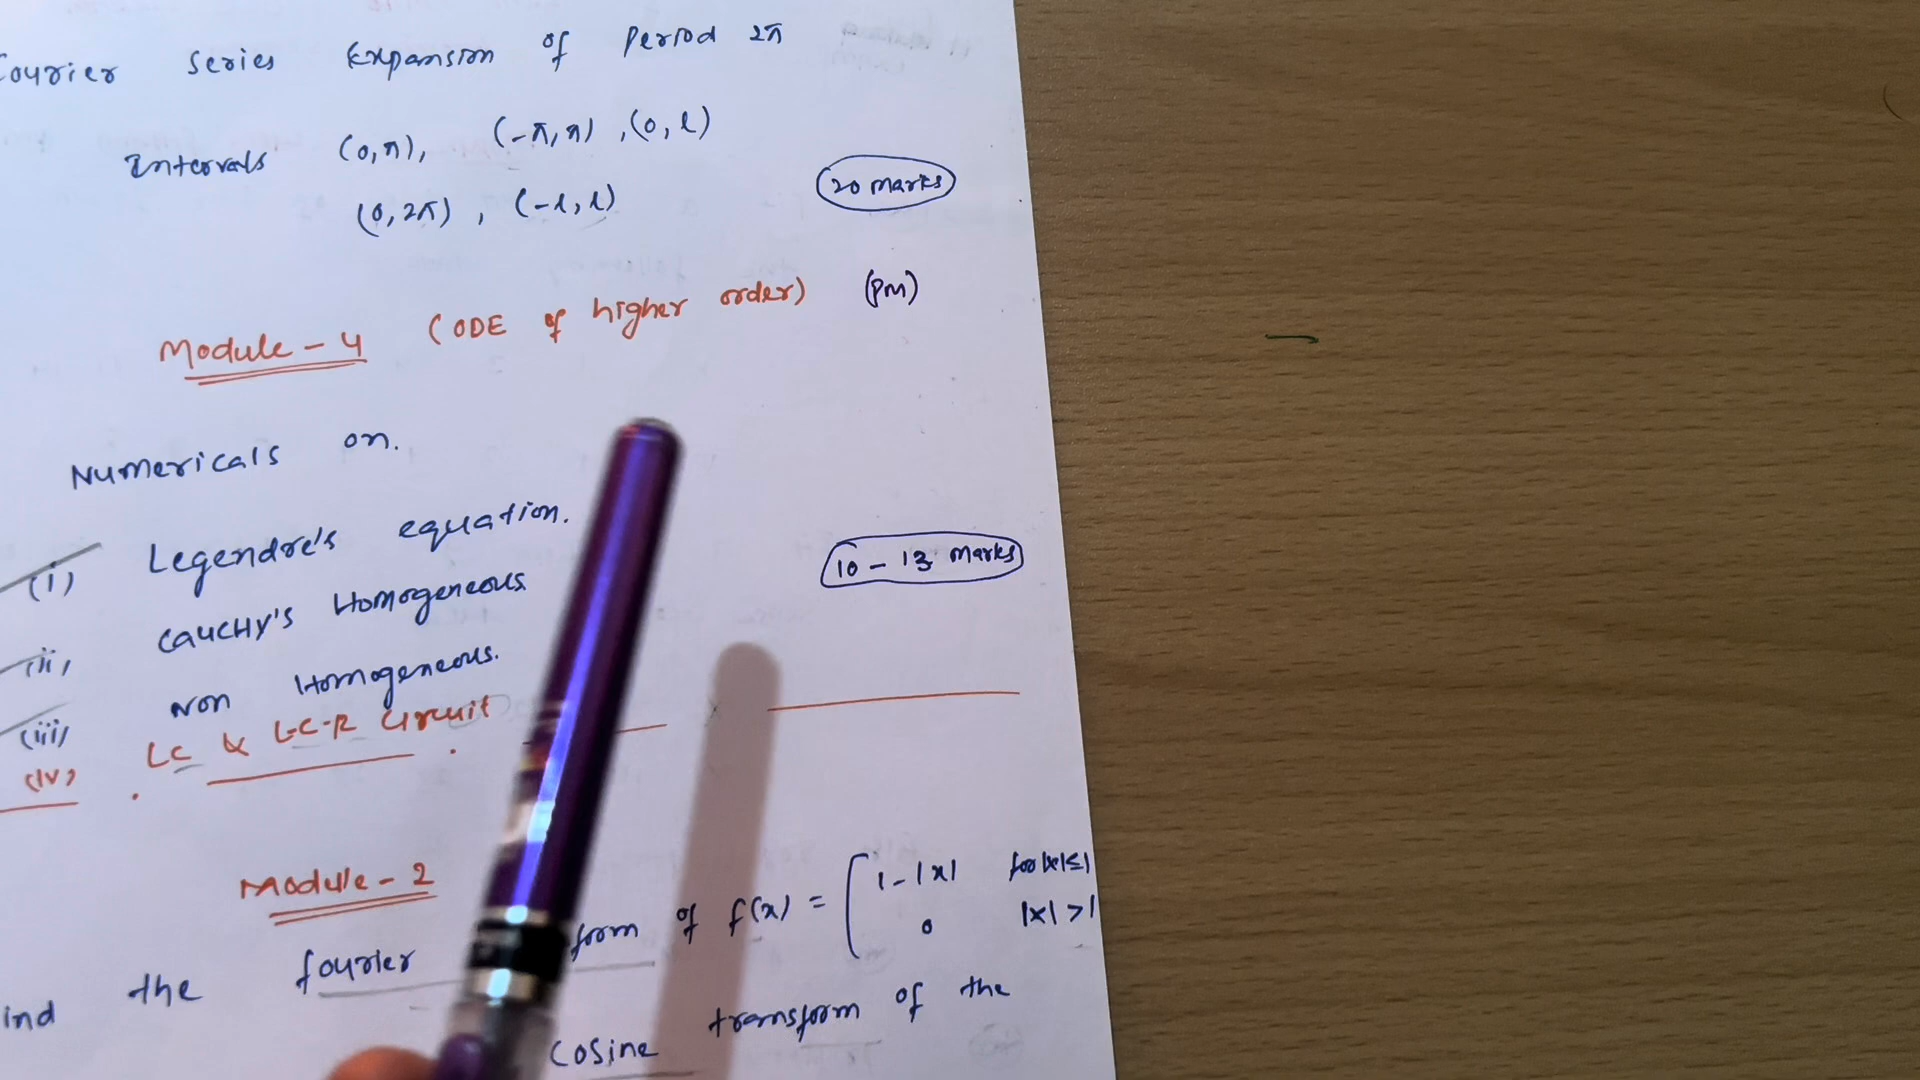 Fourier Series Expansion of Period 2π
Intervals (0,π), (-π,π), (0,l)
(0,2π), (-l,l)
20 marks
Module-4 (ODE of higher order) (PM)
Numericals on.
(i) Legendre's equation.
(ii) CAUCHY'S Homogeneous
10 - 13 marks
(iii) Non Homogeneous.
(iv) LC & L-C-R Circuit
Module-2
ind the fourier form of f(x) = { 1-|x| for |x|≤1
0 |x|>1
Cosine transform of the